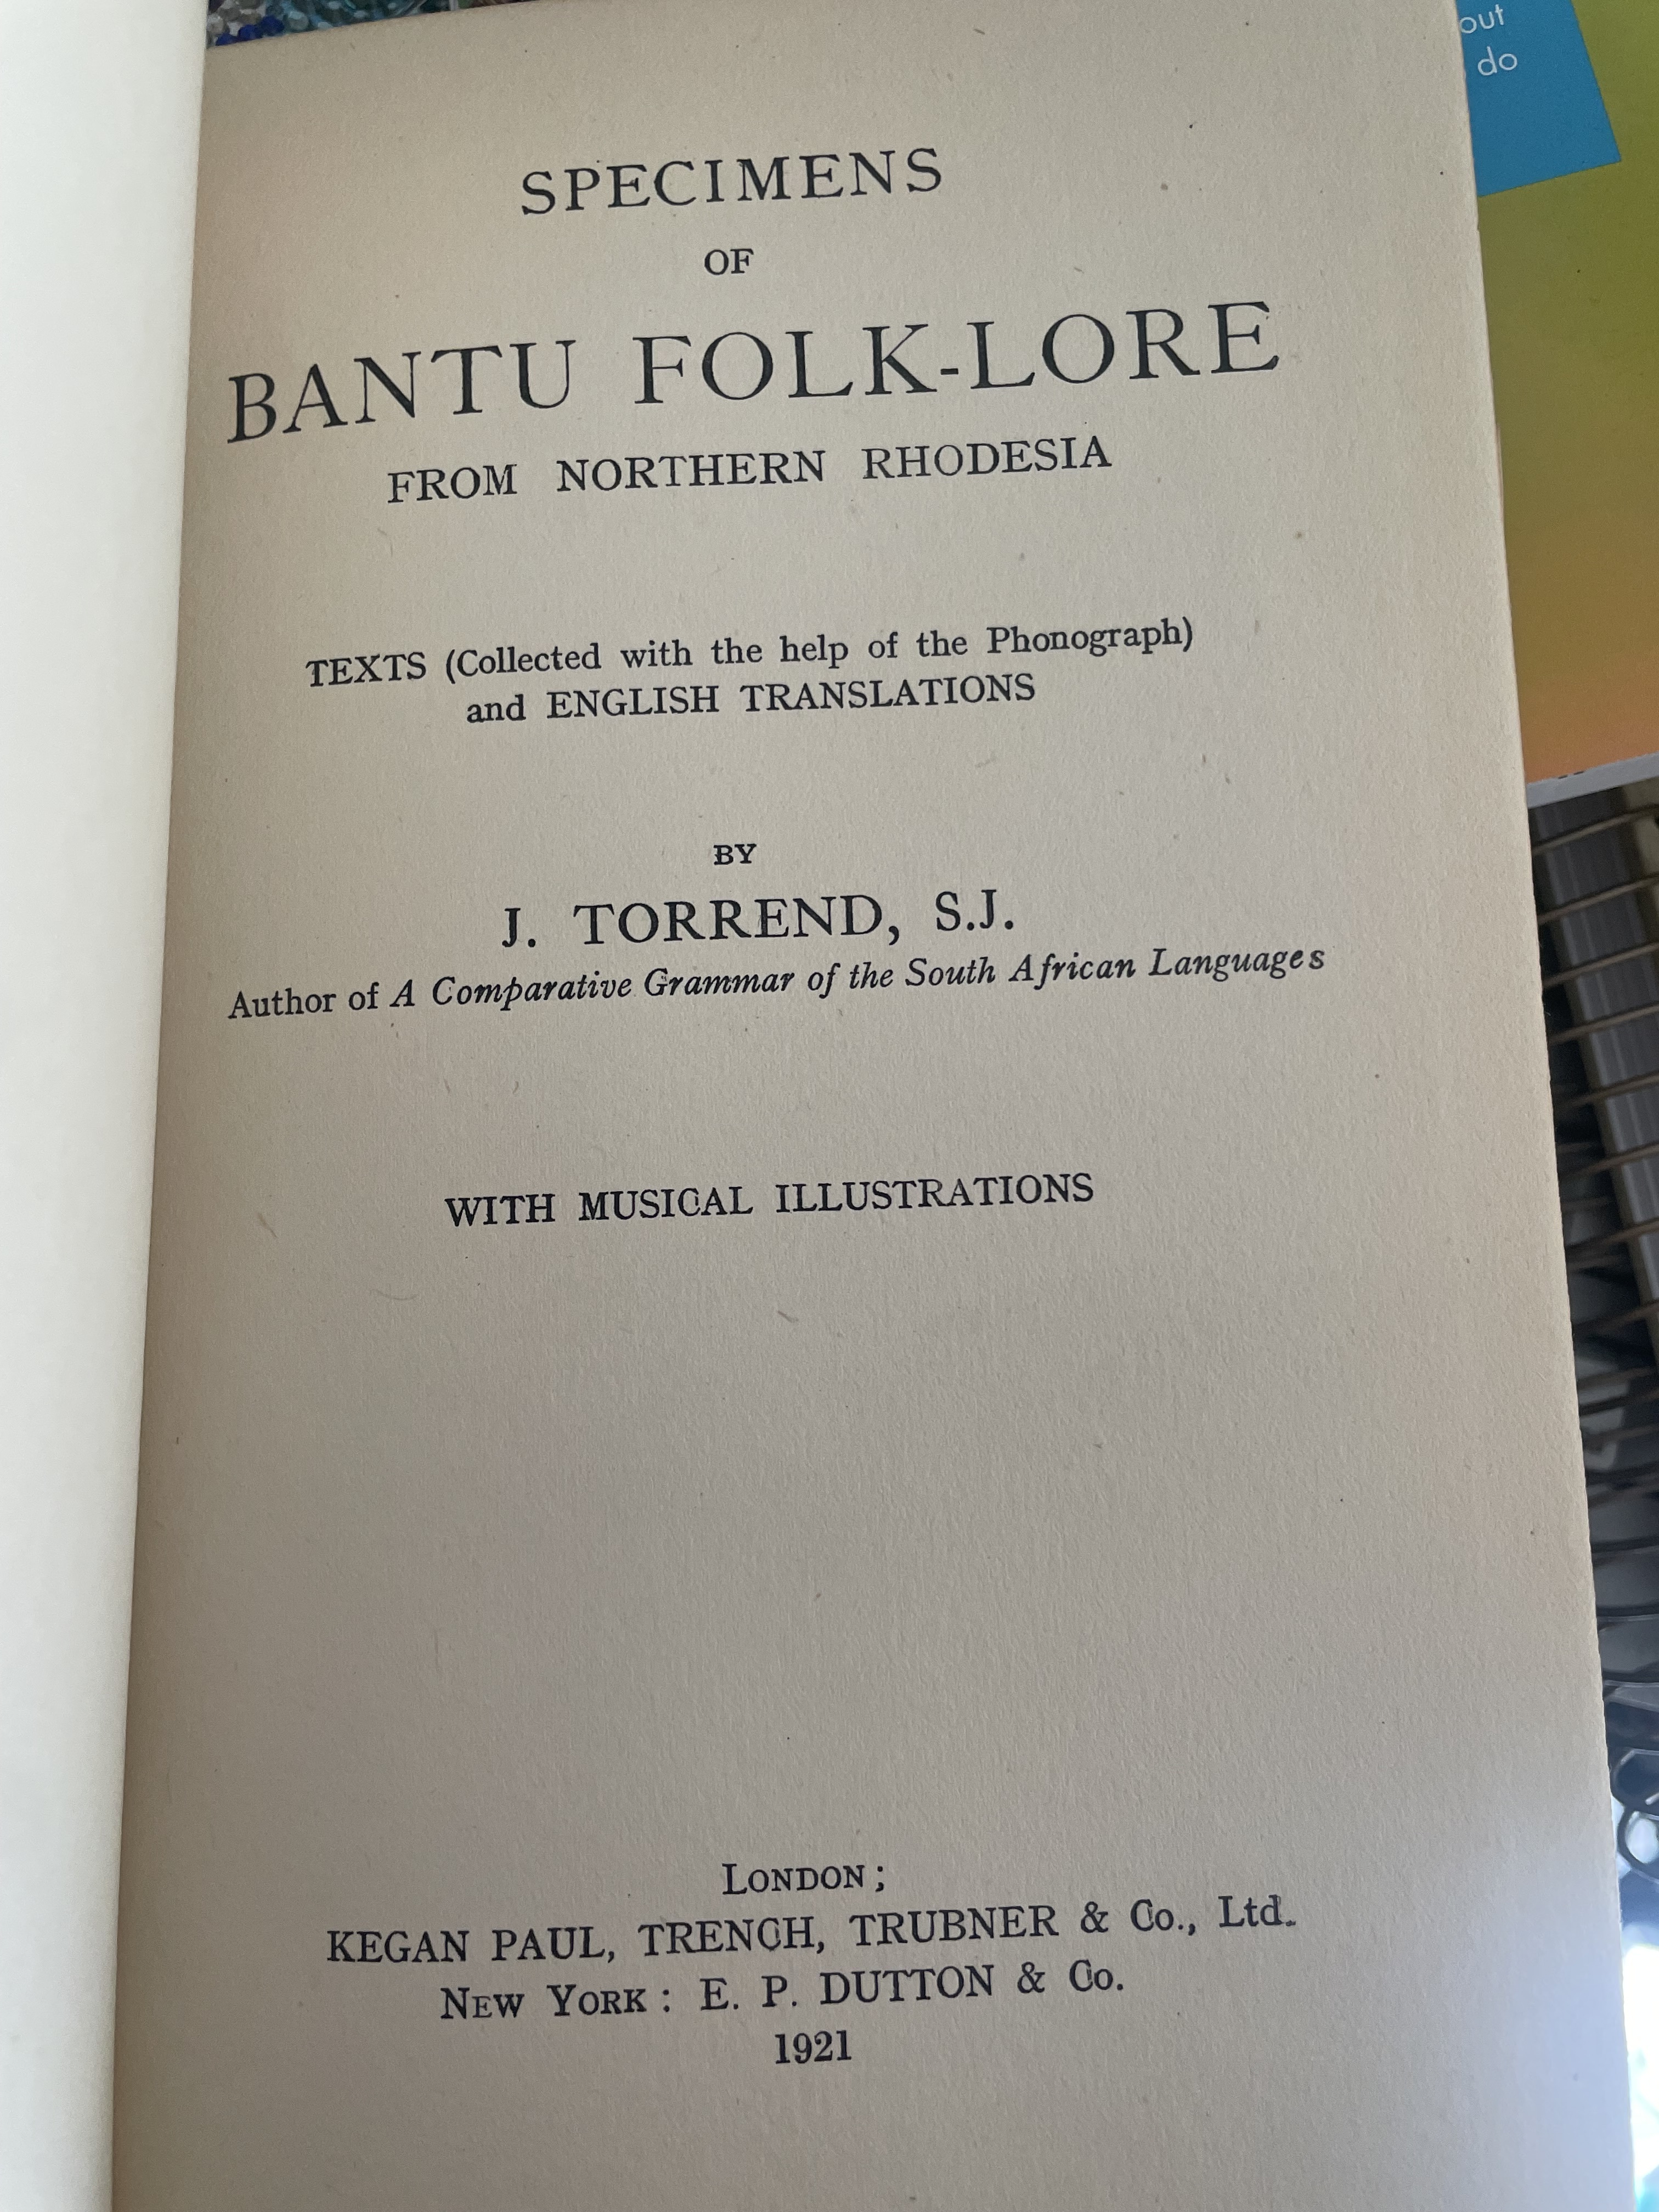 SPECIMENS
OF
BANTU FOLK-LORE
FROM NORTHERN RHODESIA
TEXTS (Collected with the help of the Phonograph)
and ENGLISH TRANSLATIONS
BY
J. TORREND, S.J.
Author of A Comparative Grammar of the South African Languages
WITH MUSICAL ILLUSTRATIONS
LONDON;
KEGAN PAUL, TRENCH, TRUBNER & Co., Ltd.
NEW YORK: E. P. DUTTON & Co.
1921
out
do